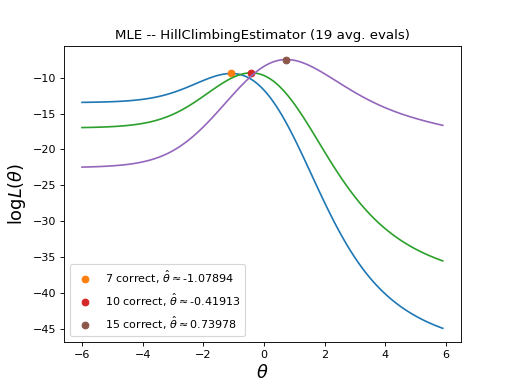 MLE -- HillClimbingEstimator (19 avg. evals)
logL(θ)
−10
−15
−20
−25
−30
−35
−40
−45
7 correct, θ̂ ≈ -1.07894
10 correct, θ̂ ≈ -0.41913
15 correct, θ̂ ≈ 0.73978
−6 −4 −2 0 2 4 6
θ